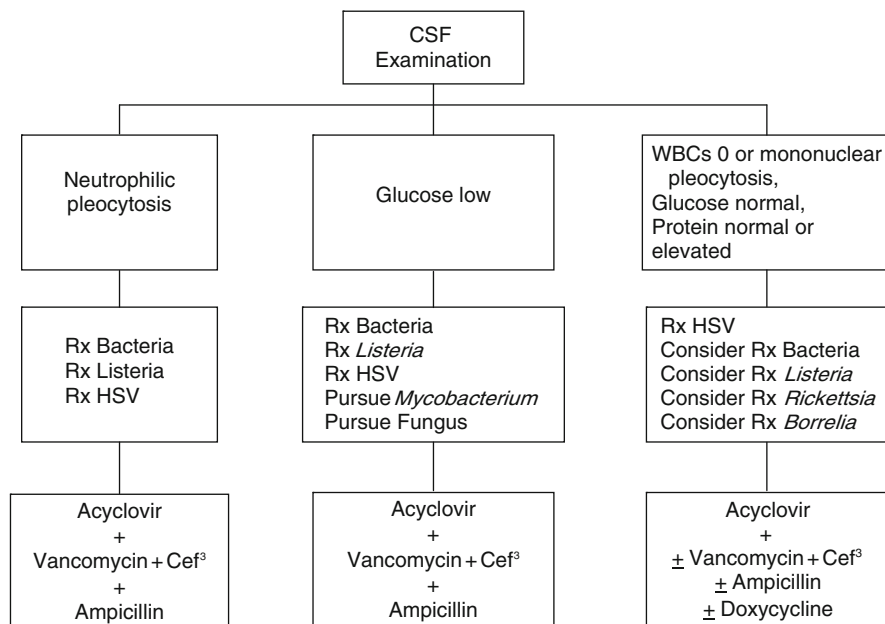 CSF
Examination
Neutrophilic
pleocytosis
Glucose low
WBCs 0 or mononuclear
pleocytosis,
Glucose normal,
Protein normal or
elevated
Rx Bacteria
Rx Listeria
Rx HSV
Rx Bacteria
Rx Listeria
Rx HSV
Pursue Mycobacterium
Pursue Fungus
Rx HSV
Consider Rx Bacteria
Consider Rx Listeria
Consider Rx Rickettsia
Consider Rx Borrelia
Acyclovir
+
Vancomycin + Cef³
+
Ampicillin
Acyclovir
+
Vancomycin + Cef³
+
Ampicillin
Acyclovir
+
± Vancomycin + Cef³
± Ampicillin
± Doxycycline